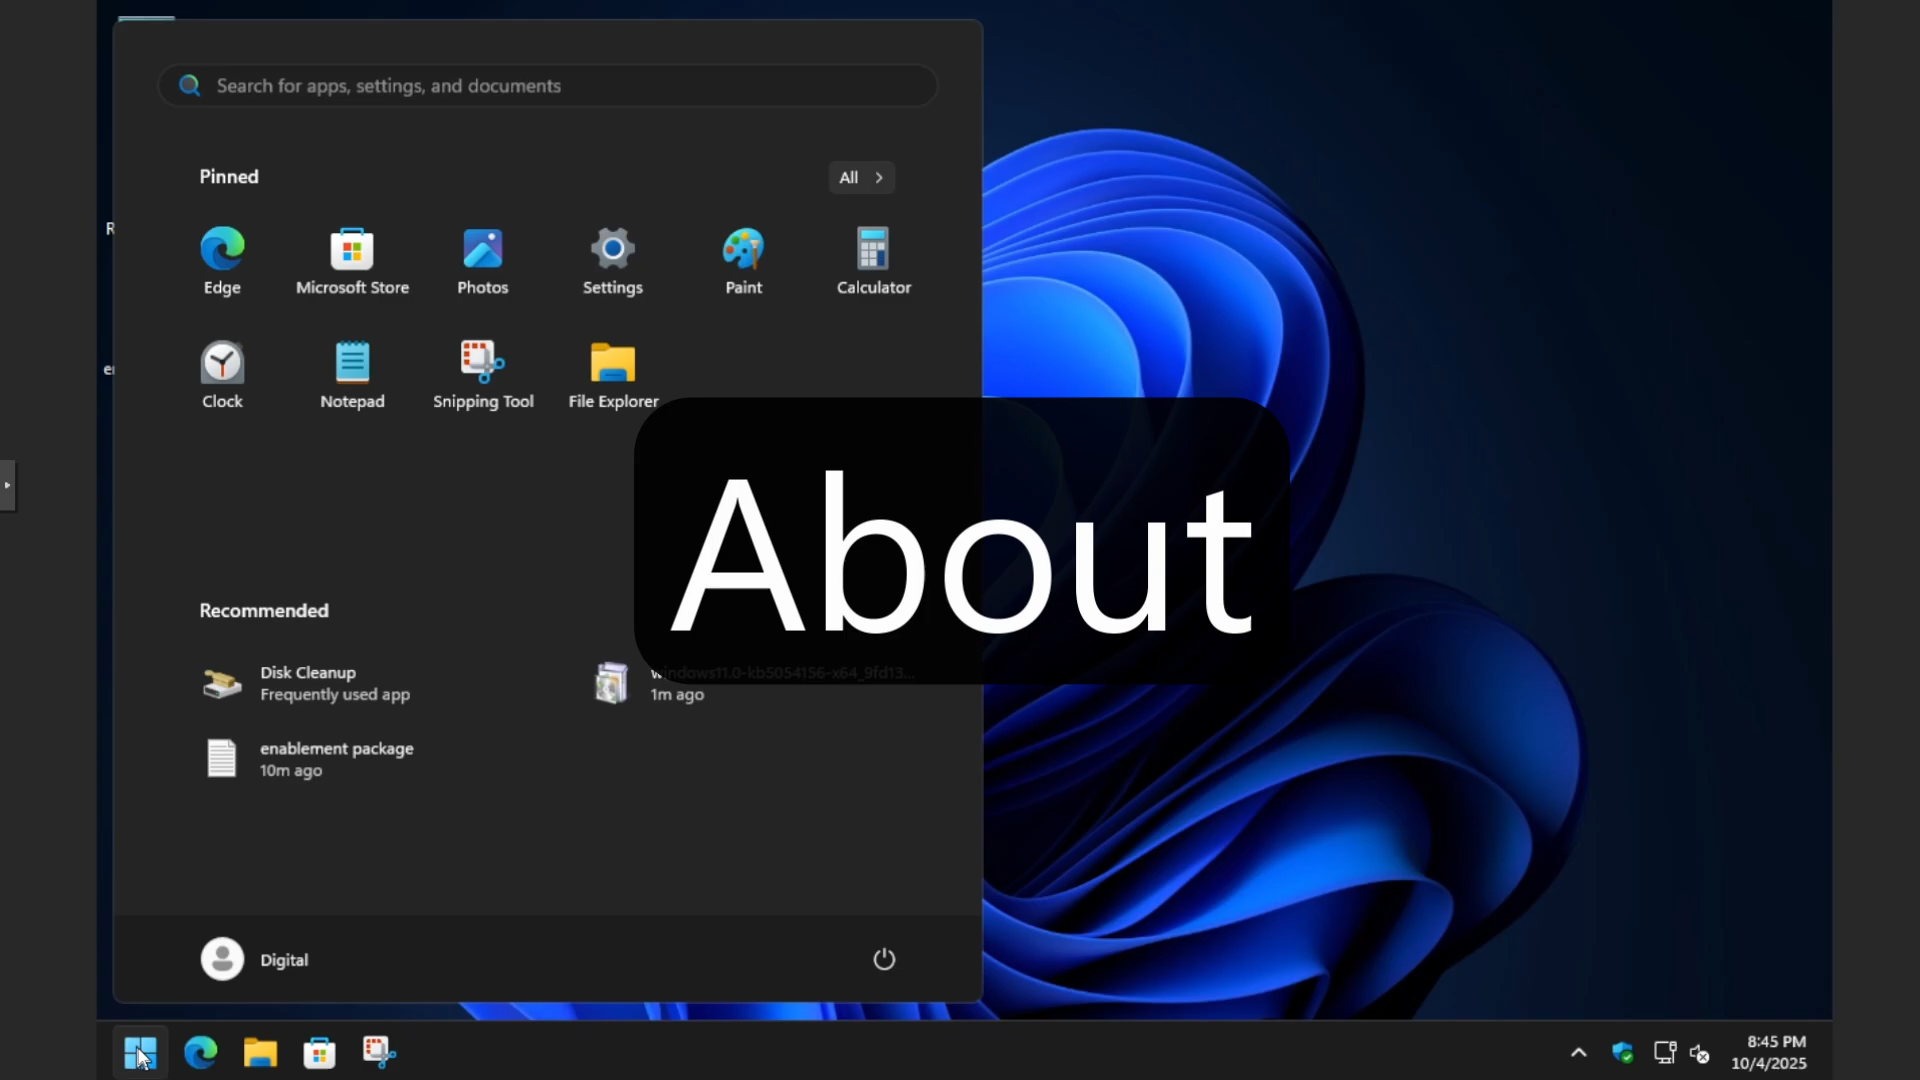 Search for apps, settings, and documents
Pinned
All
Edge
Microsoft Store
Photos
Settings
Paint
Calculator
Clock
Notepad
Snipping Tool
File Explorer
About
Recommended
Disk Cleanup
Frequently used app
windows11.0-kb5054156-x64_9fd13...
1m ago
enablement package
10m ago
Digital
8:45 PM
10/4/2025